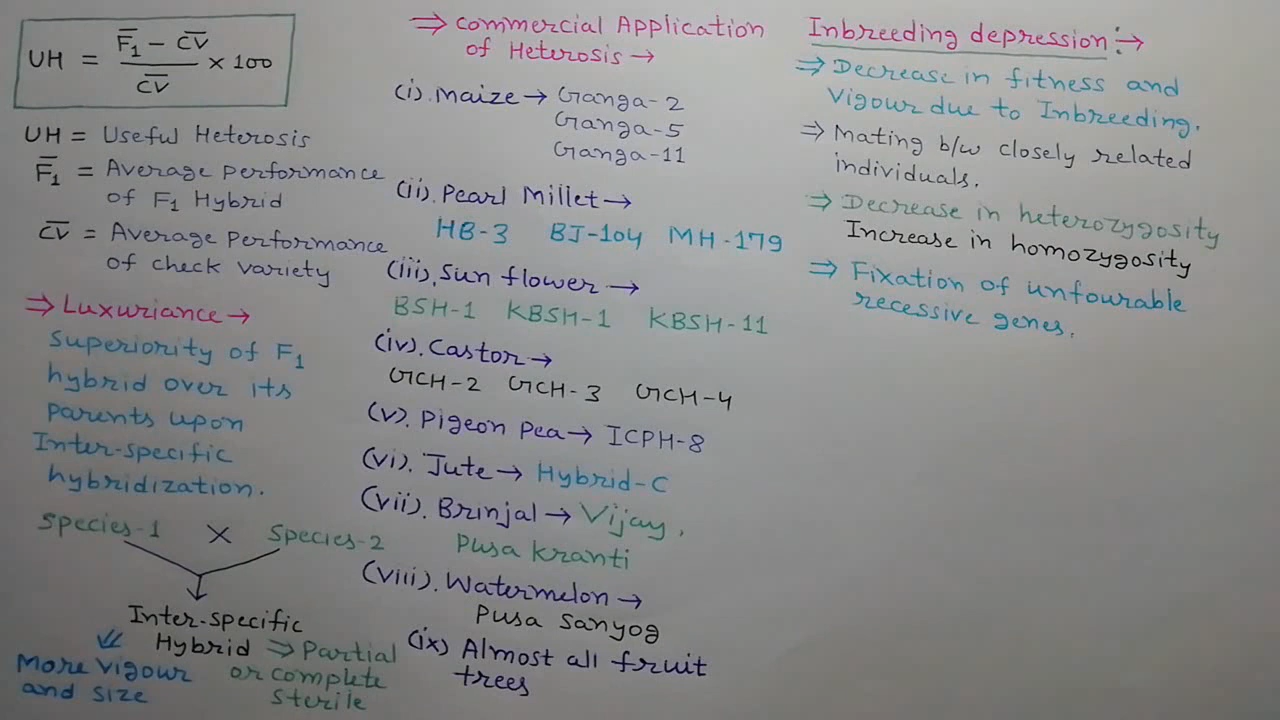 UH = F̅₁ - C̅V̅ / C̅V̅ × 100
UH = Useful Heterosis
F̅₁ = Average performance
of F₁ Hybrid
C̅V̅ = Average performance
of check variety
⇒ Luxuriance →
Superiority of F₁
hybrid over its
parents upon
Inter-specific
hybridization.
Species-1 X Species-2
Inter-specific
Hybrid ⇒ Partial
or complete
sterile
⇓
More vigour
and size
⇒ Commercial Application
of Heterosis →
(i). Maize → Ganga-2
Ganga-5
Ganga-11
(ii). Pearl Millet →
HB-3 BJ-104 MH-179
(iii). Sun flower →
BSH-1 KBSH-1 KBSH-11
(iv). Castor →
GCH-2 GCH-3 GCH-4
(v). Pigeon Pea → ICPH-8
(vi). Jute → Hybrid-C
(vii). Brinjal → Vijay,
Pusa Kranti
(viii). Watermelon →
Pusa Sanyog
(ix) Almost all fruit
trees
Inbreeding depression :→
⇒ Decrease in fitness and
vigour due to Inbreeding.
⇒ Mating b/w closely related
individuals.
⇒ Decrease in heterozygosity
Increase in homozygosity
⇒ Fixation of unfourable
recessive genes.